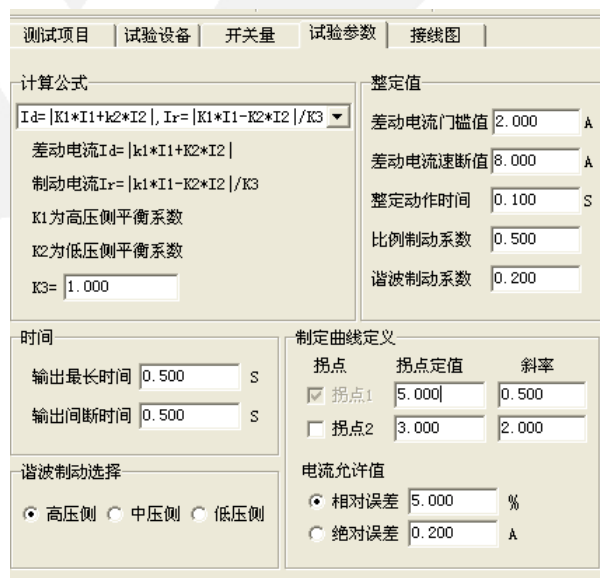 测试项目 试验设备 开关量 试验参数 接线图
计算公式
Id=|K1*I1+k2*I2|,Ir=|K1*I1-K2*I2|/K3
差动电流Id=|k1*I1+K2*I2|
制动电流Ir=|k1*I1-K2*I2|/K3
K1为高压侧平衡系数
K2为低压侧平衡系数
K3= 1.000
整定值
差动电流门槛值 2.000 A
差动电流速断值 8.000 A
整定动作时间 0.100 S
比例制动系数 0.500
谐波制动系数 0.200
时间
输出最长时间 0.500 S
输出间断时间 0.500 S
谐波制动选择
高压侧 中压侧 低压侧
制定曲线定义
拐点 拐点定值 斜率
拐点1 5.000 0.500
拐点2 3.000 2.000
电流允许值
相对误差 5.000 %
绝对误差 0.200 A